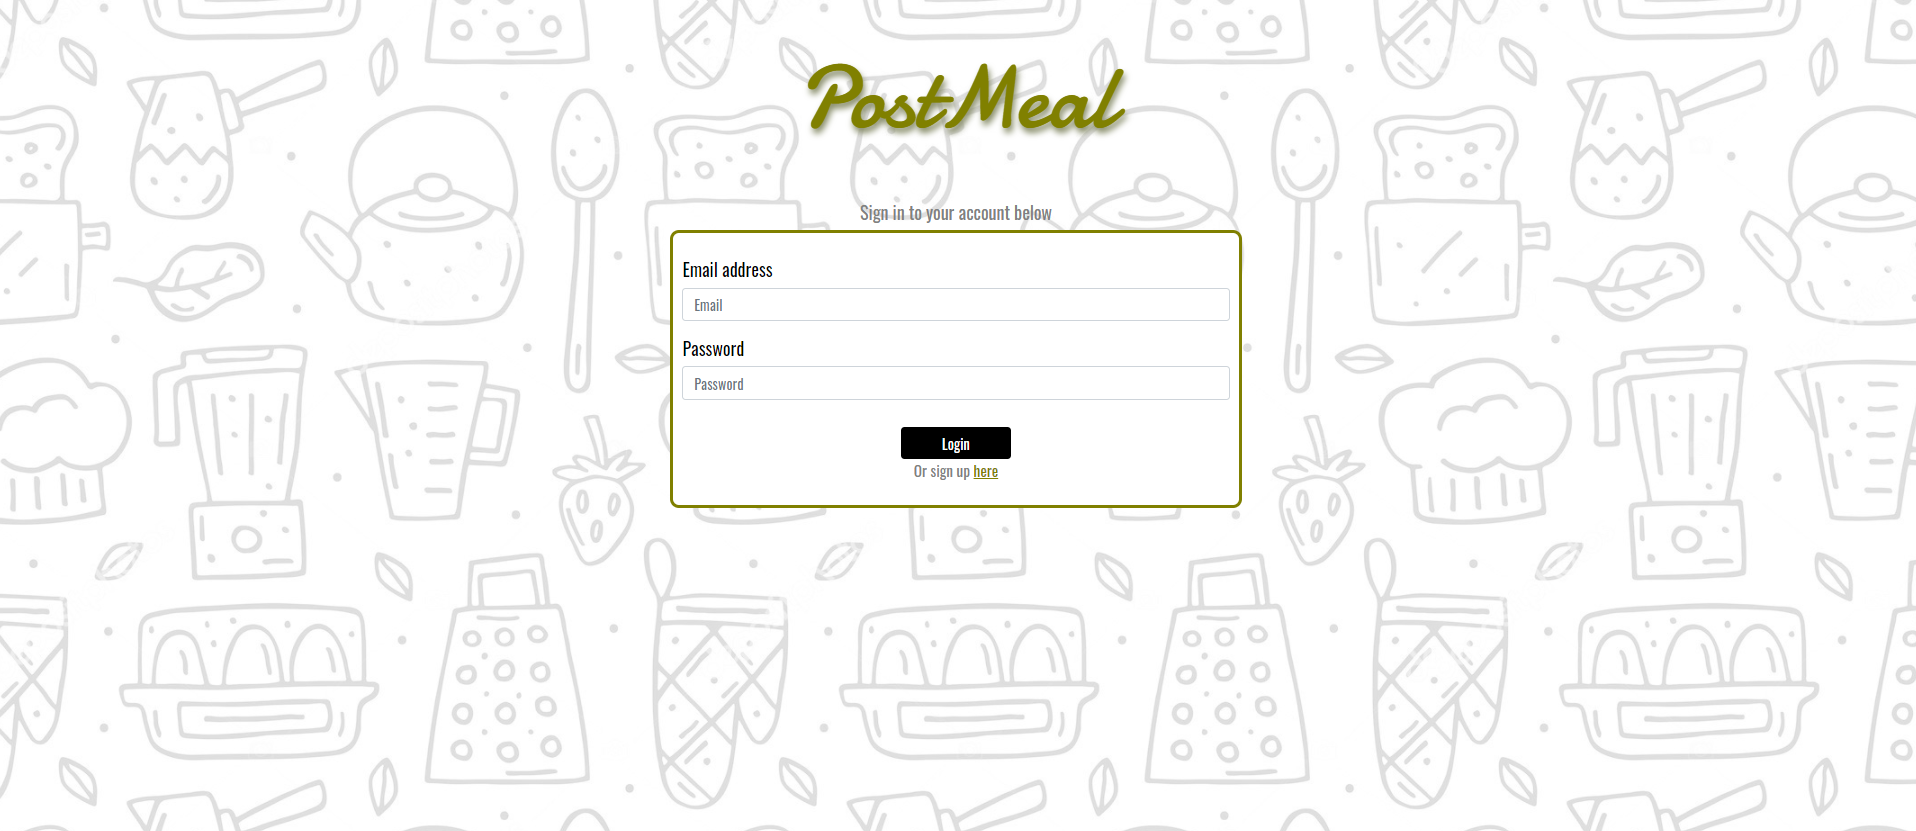 PostMeal
Sign in to your account below
Email address
Email
Password
Password
Login
Or sign up here